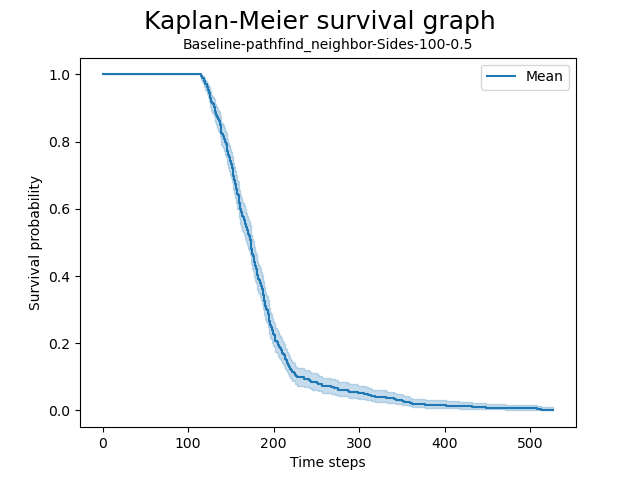 Kaplan-Meier survival graph
Baseline-pathfind_neighbor-Sides-100-0.5
Mean
1.0
0.8
0.6
0.4
0.2
0.0
Survival probability
0 100 200 300 400 500
Time steps